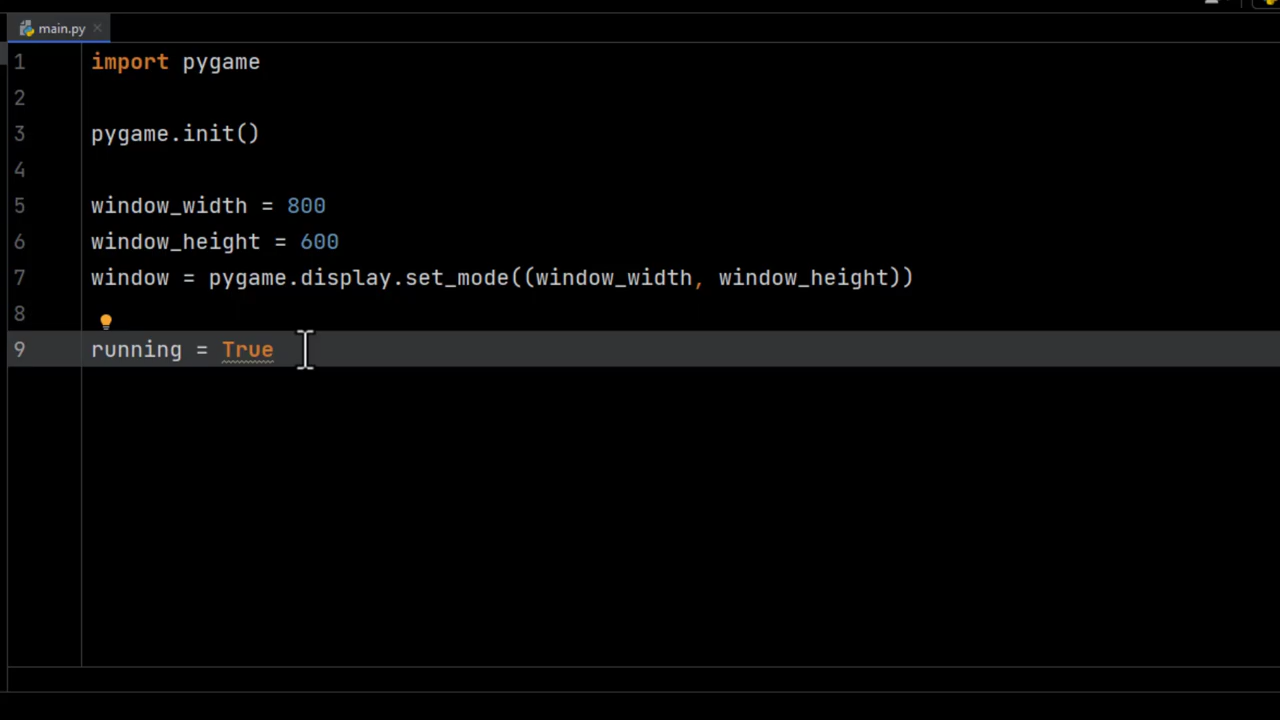 main.py
1 import pygame
2
3 pygame.init()
4
5 window_width = 800
6 window_height = 600
7 window = pygame.display.set_mode((window_width, window_height))
8
9 running = True